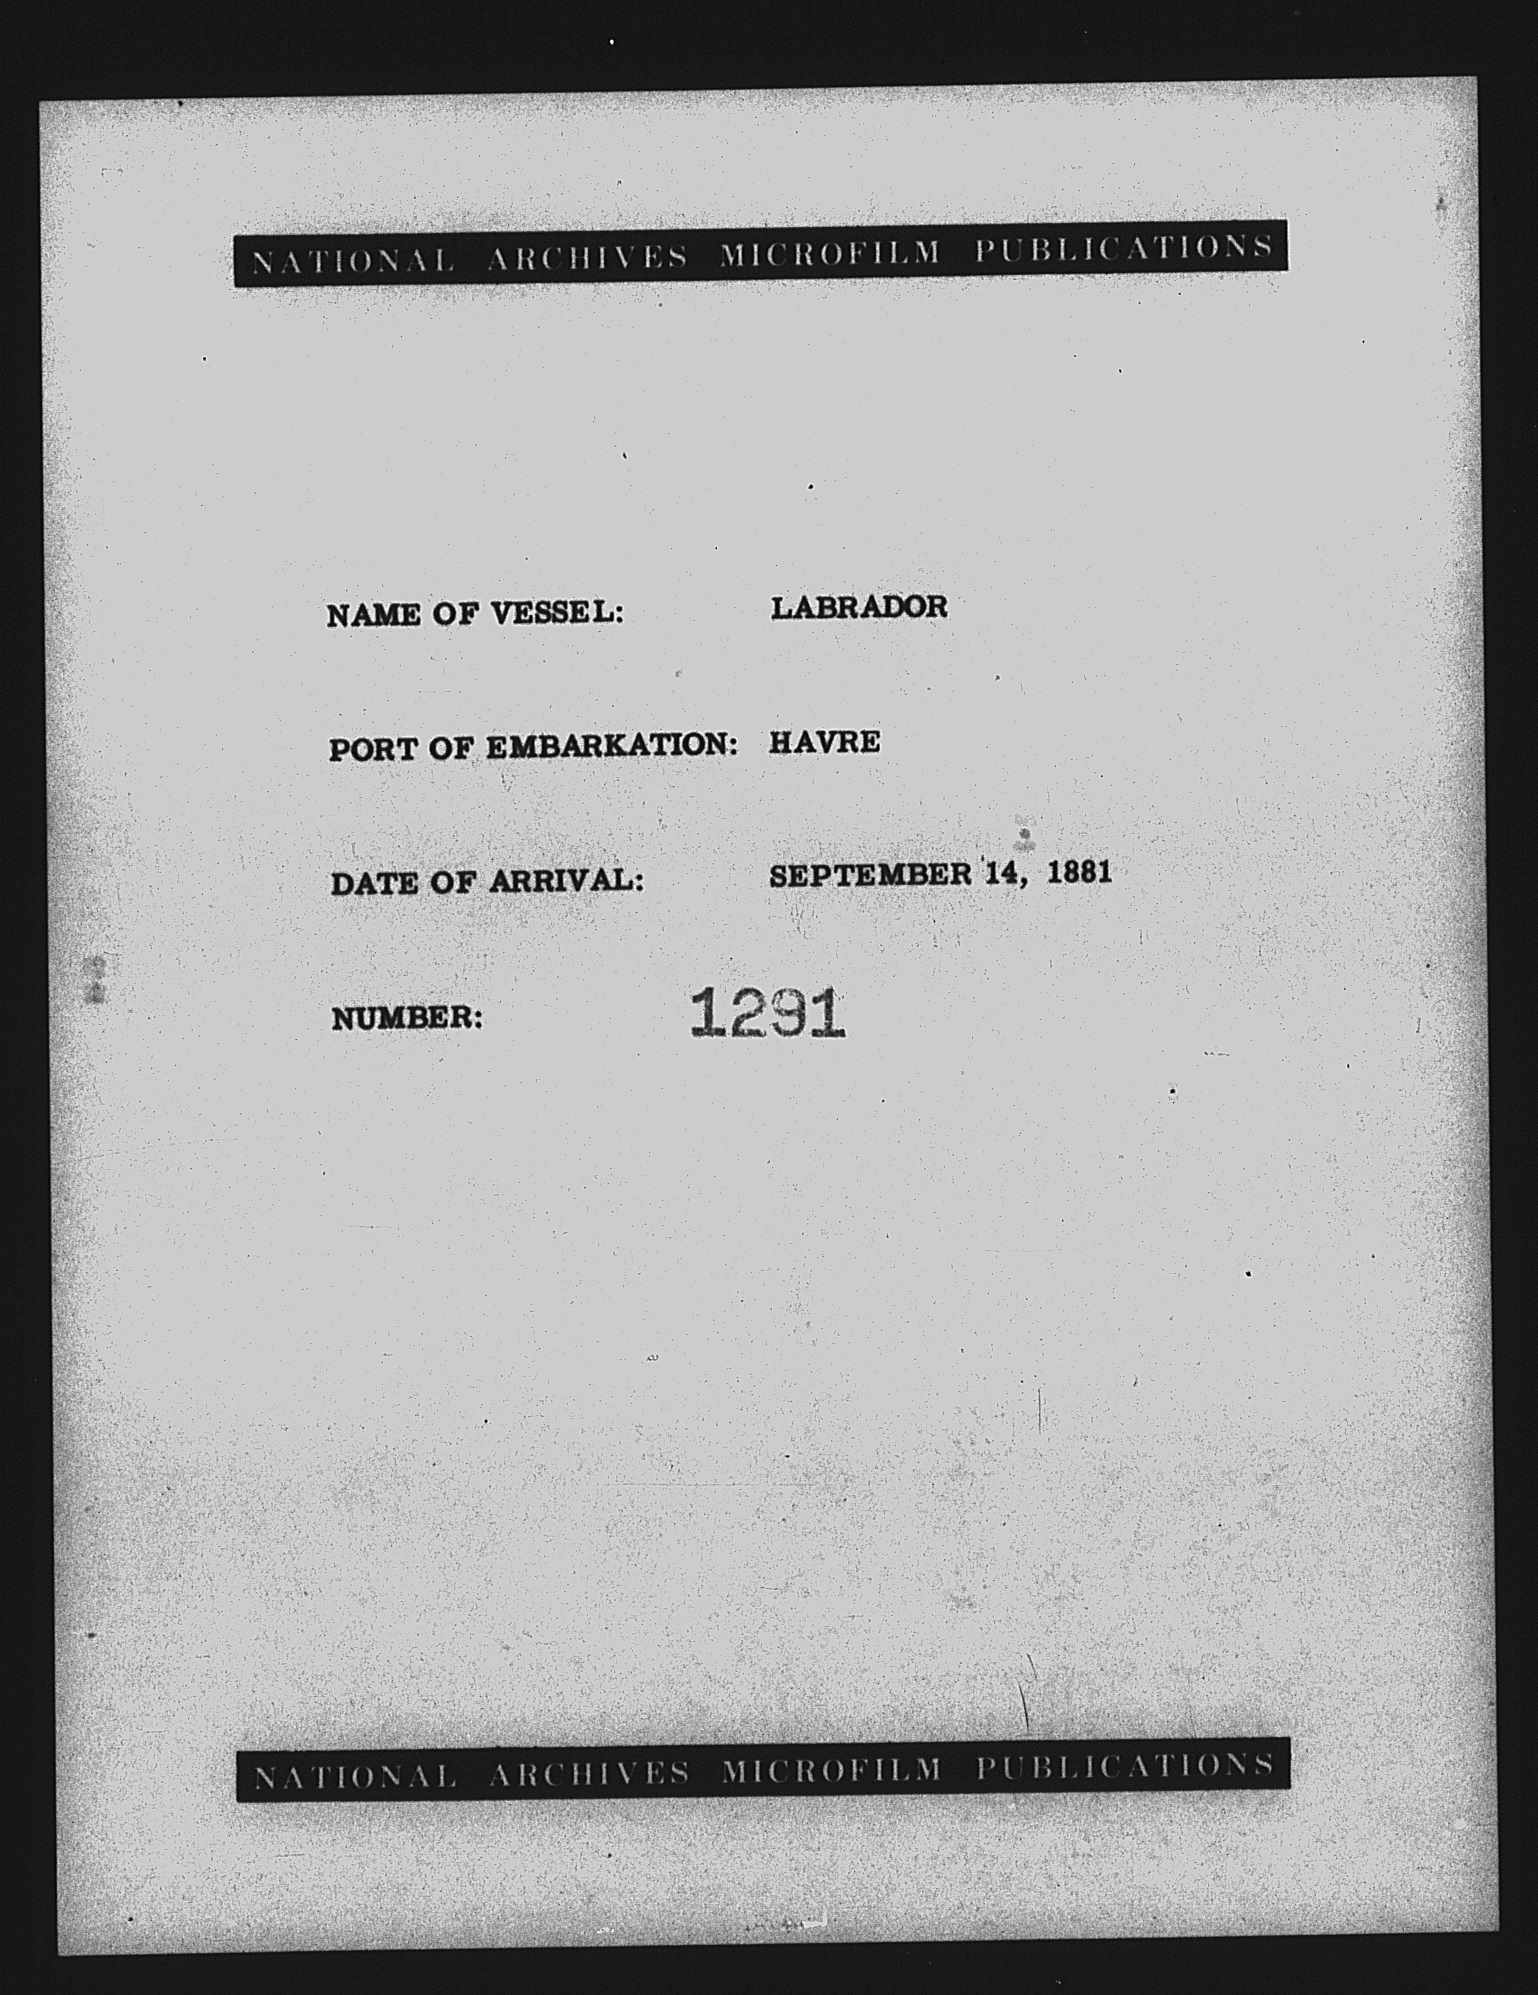 NATIONAL ARCHIVES MICROFILM PUBLICATIONS
NAME OF VESSEL: LABRADOR
PORT OF EMBARKATION: HAVRE
DATE OF ARRIVAL: SEPTEMBER 14, 1881
NUMBER: 1291
NATIONAL ARCHIVES MICROFILM PUBLICATIONS